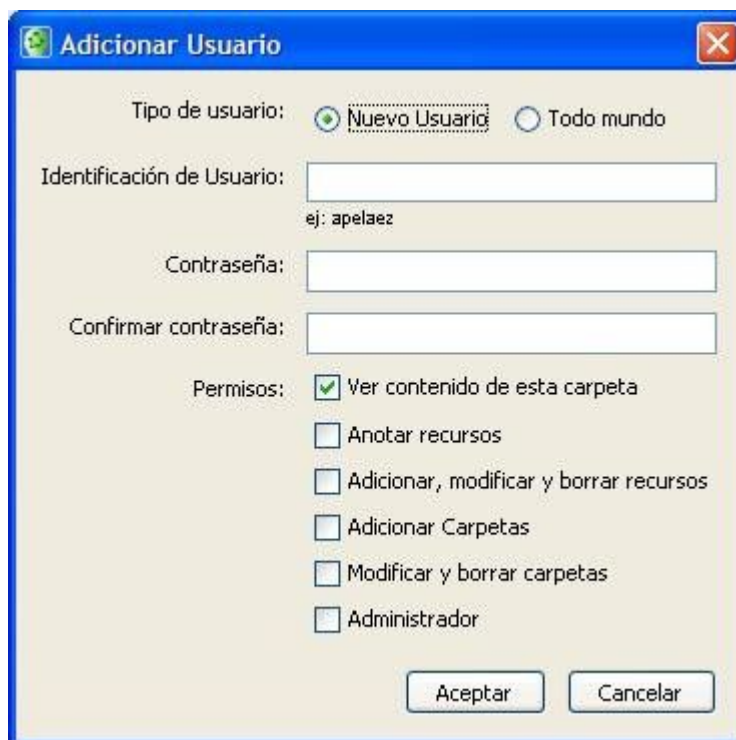 Adicionar Usuario
Tipo de usuario: Nuevo Usuario Todo mundo
Identificación de Usuario:
ej: apelaez
Contraseña:
Confirmar contraseña:
Permisos: Ver contenido de esta carpeta
Anotar recursos
Adicionar, modificar y borrar recursos
Adicionar Carpetas
Modificar y borrar carpetas
Administrador
Aceptar Cancelar